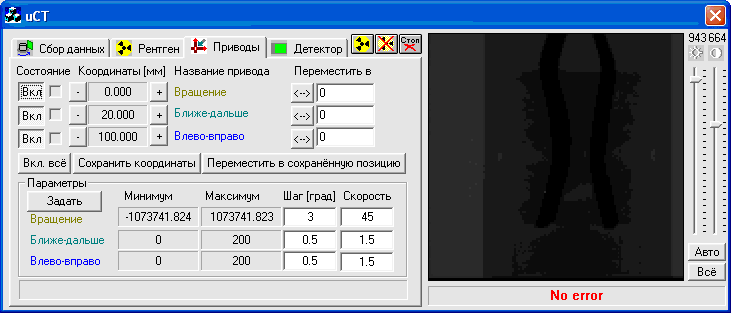 uCT
Сбор данных Рентген Приводы Детектор Стоп
943 664
Состояние Координаты [мм] Название привода Переместить в
Вкл - 0.000 + Вращение <--> 0
Вкл - 20.000 + Ближе-дальше <--> 0
Вкл - 100.000 + Влево-вправо <--> 0
Вкл. всё Сохранить координаты Переместить в сохранённую позицию
Параметры
Задать Минимум Максимум Шаг [град] Скорость
Вращение -1073741.824 1073741.823 3 45
Ближе-дальше 0 200 0.5 1.5
Влево-вправо 0 200 0.5 1.5
Авто
Всё
No error